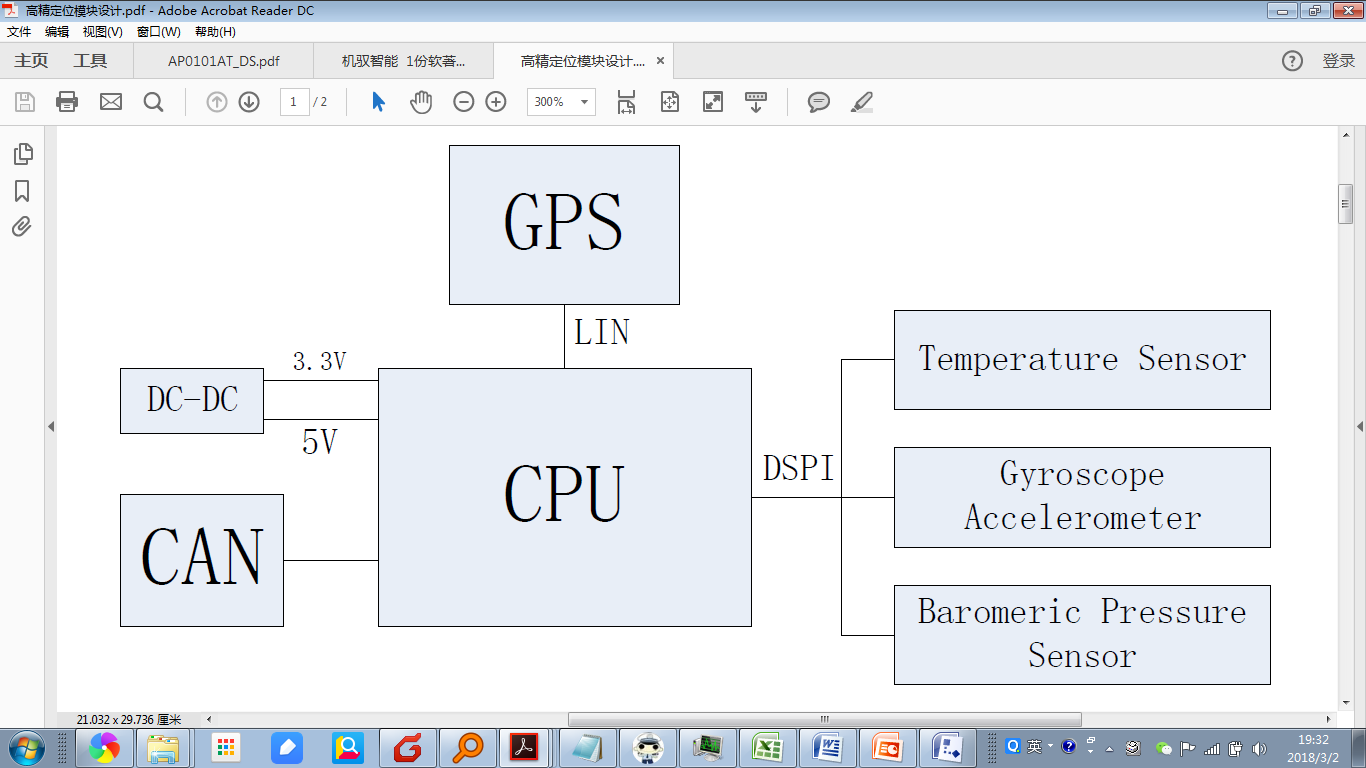 高精定位模块设计.pdf - Adobe Acrobat Reader DC
文件 编辑 视图(V) 窗口(W) 帮助(H)
主页 工具 AP0101AT_DS.pdf 机驭智能 1份软著... 高精定位模块设计.... × 登录
1 / 2 300%
GPS
LIN
3.3V
DC-DC
5V
CAN
CPU
DSPI
Temperature Sensor
Gyroscope
Accelerometer
Baromeric Pressure
Sensor
21.032 x 29.736 厘米
英
19:32
2018/3/2